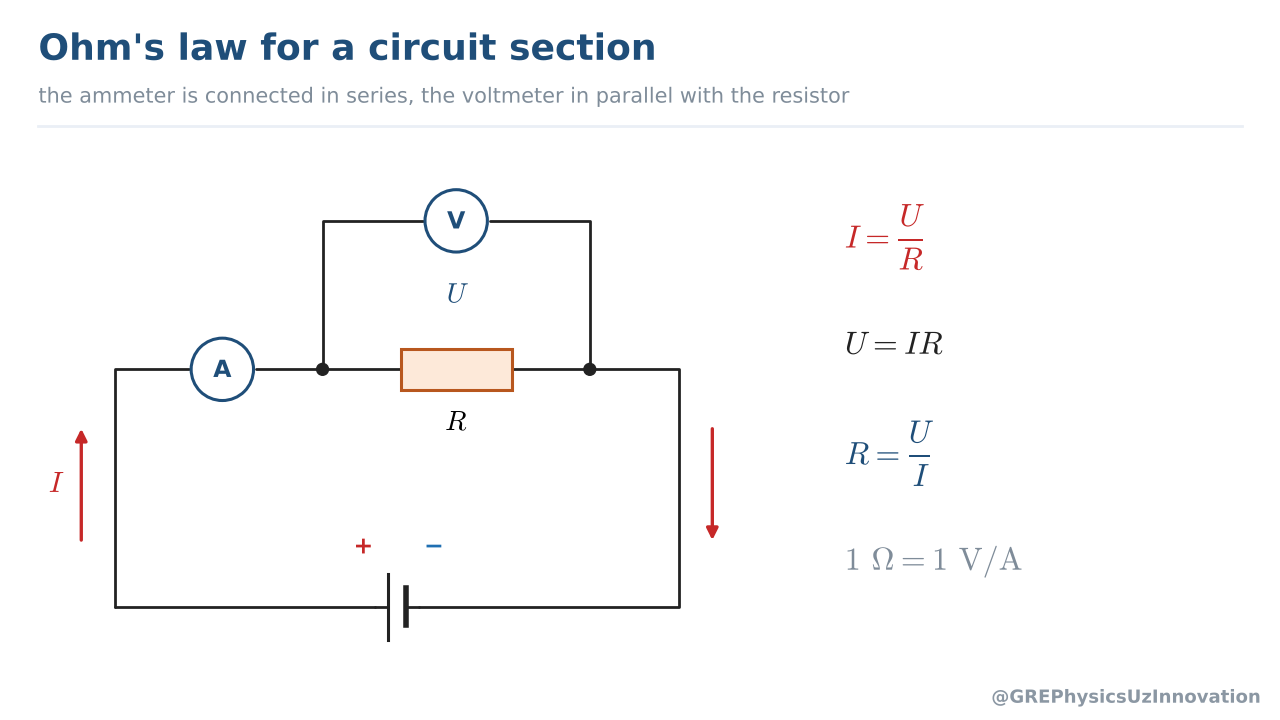 Ohm's law for a circuit section
the ammeter is connected in series, the voltmeter in parallel with the resistor
V
U
A
R
I
+ −
I = U/R
U = IR
R = U/I
1 Ω = 1 V/A
@GREPhysicsUzInnovation